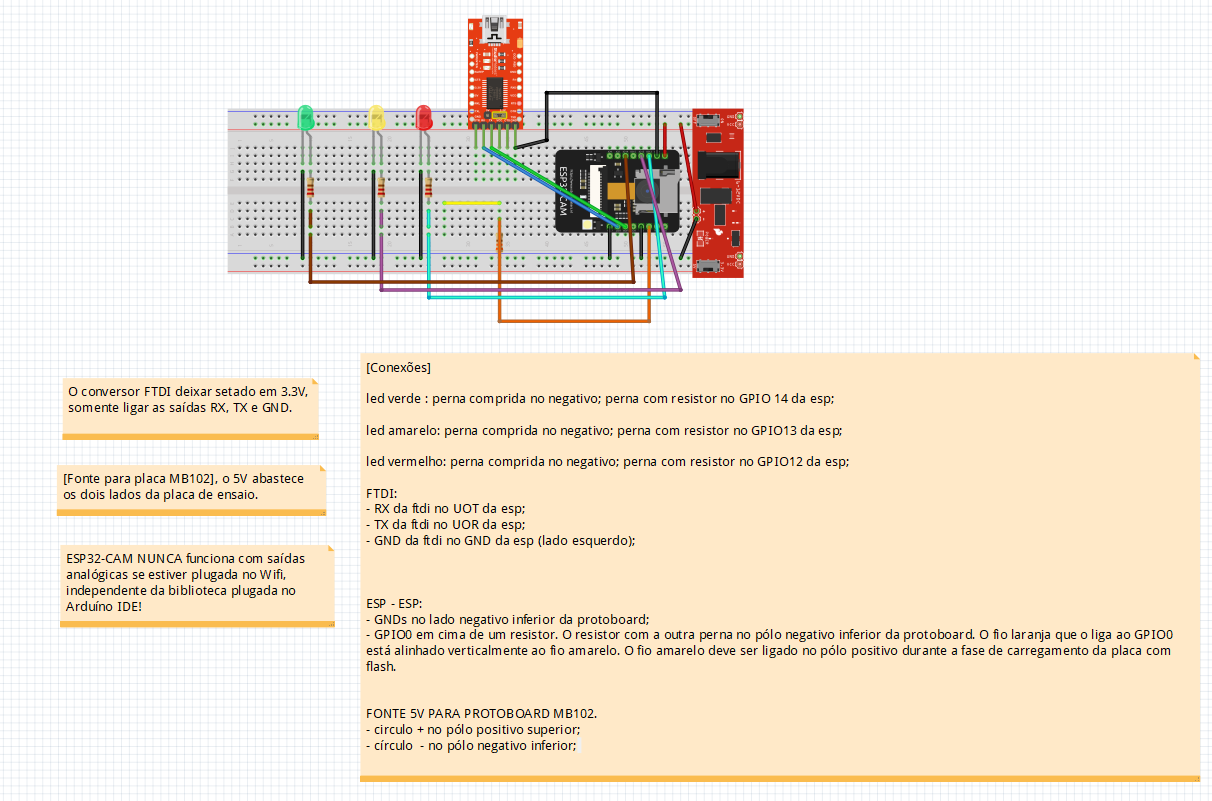 ESP32-CAM
O conversor FTDI deixar setado em 3.3V,
somente ligar as saídas RX, TX e GND.
[Fonte para placa MB102], o 5V abastece
os dois lados da placa de ensaio.
ESP32-CAM NUNCA funciona com saídas
analógicas se estiver plugada no Wifi,
independente da biblioteca plugada no
Arduíno IDE!
[Conexões]
led verde : perna comprida no negativo; perna com resistor no GPIO 14 da esp;
led amarelo: perna comprida no negativo; perna com resistor no GPIO13 da esp;
led vermelho: perna comprida no negativo; perna com resistor no GPIO12 da esp;
FTDI:
- RX da ftdi no UOT da esp;
- TX da ftdi no UOR da esp;
- GND da ftdi no GND da esp (lado esquerdo);
ESP - ESP:
- GNDs no lado negativo inferior da protoboard;
- GPIO0 em cima de um resistor. O resistor com a outra perna no pólo negativo inferior da protoboard. O fio laranja que o liga ao GPIO0
está alinhado verticalmente ao fio amarelo. O fio amarelo deve ser ligado no pólo positivo durante a fase de carregamento da placa com
flash.
FONTE 5V PARA PROTOBOARD MB102.
- circulo + no pólo positivo superior;
- círculo  - no pólo negativo inferior;